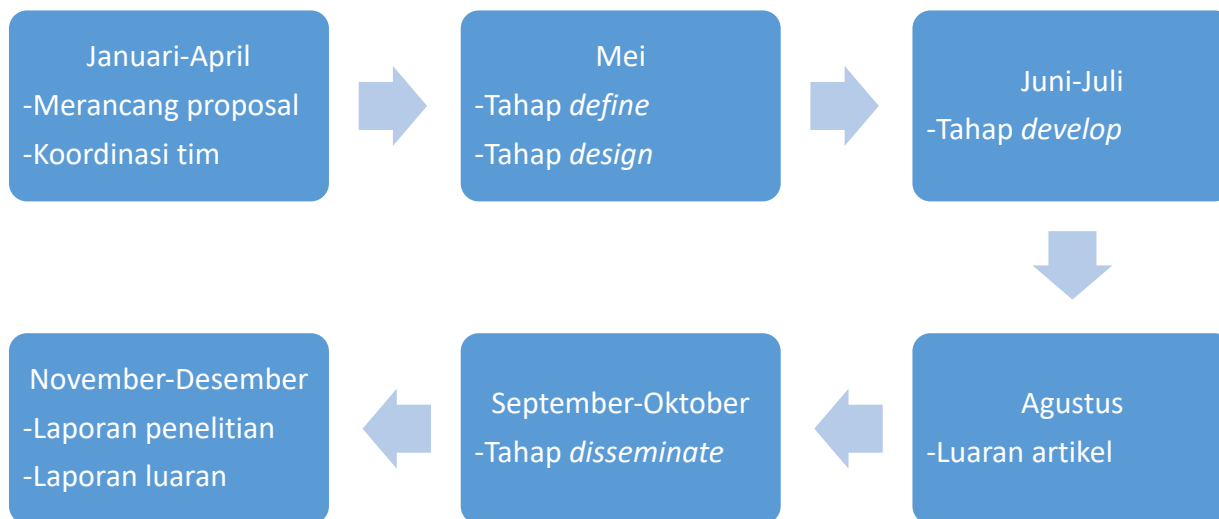 Januari-April
-Merancang proposal
-Koordinasi tim
Mei
-Tahap define
-Tahap design
Juni-Juli
-Tahap develop
Agustus
-Luaran artikel
September-Oktober
-Tahap disseminate
November-Desember
-Laporan penelitian
-Laporan luaran